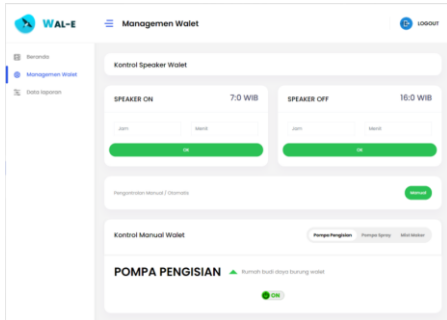 WAL-E
Managemen Walet
LOGOUT
Beranda
Managemen Walet
Data laporan
Kontrol Speaker Walet
SPEAKER ON
7:0 WIB
Jam
Menit
OK
SPEAKER OFF
16:0 WIB
Jam
Menit
OK
Pengontrolan Manual / Otomatis
Manual
Kontrol Manual Walet
Pompa Pengisian
Pompa Spray
Mist Maker
POMPA PENGISIAN
Rumah budi daya burung walet
ON